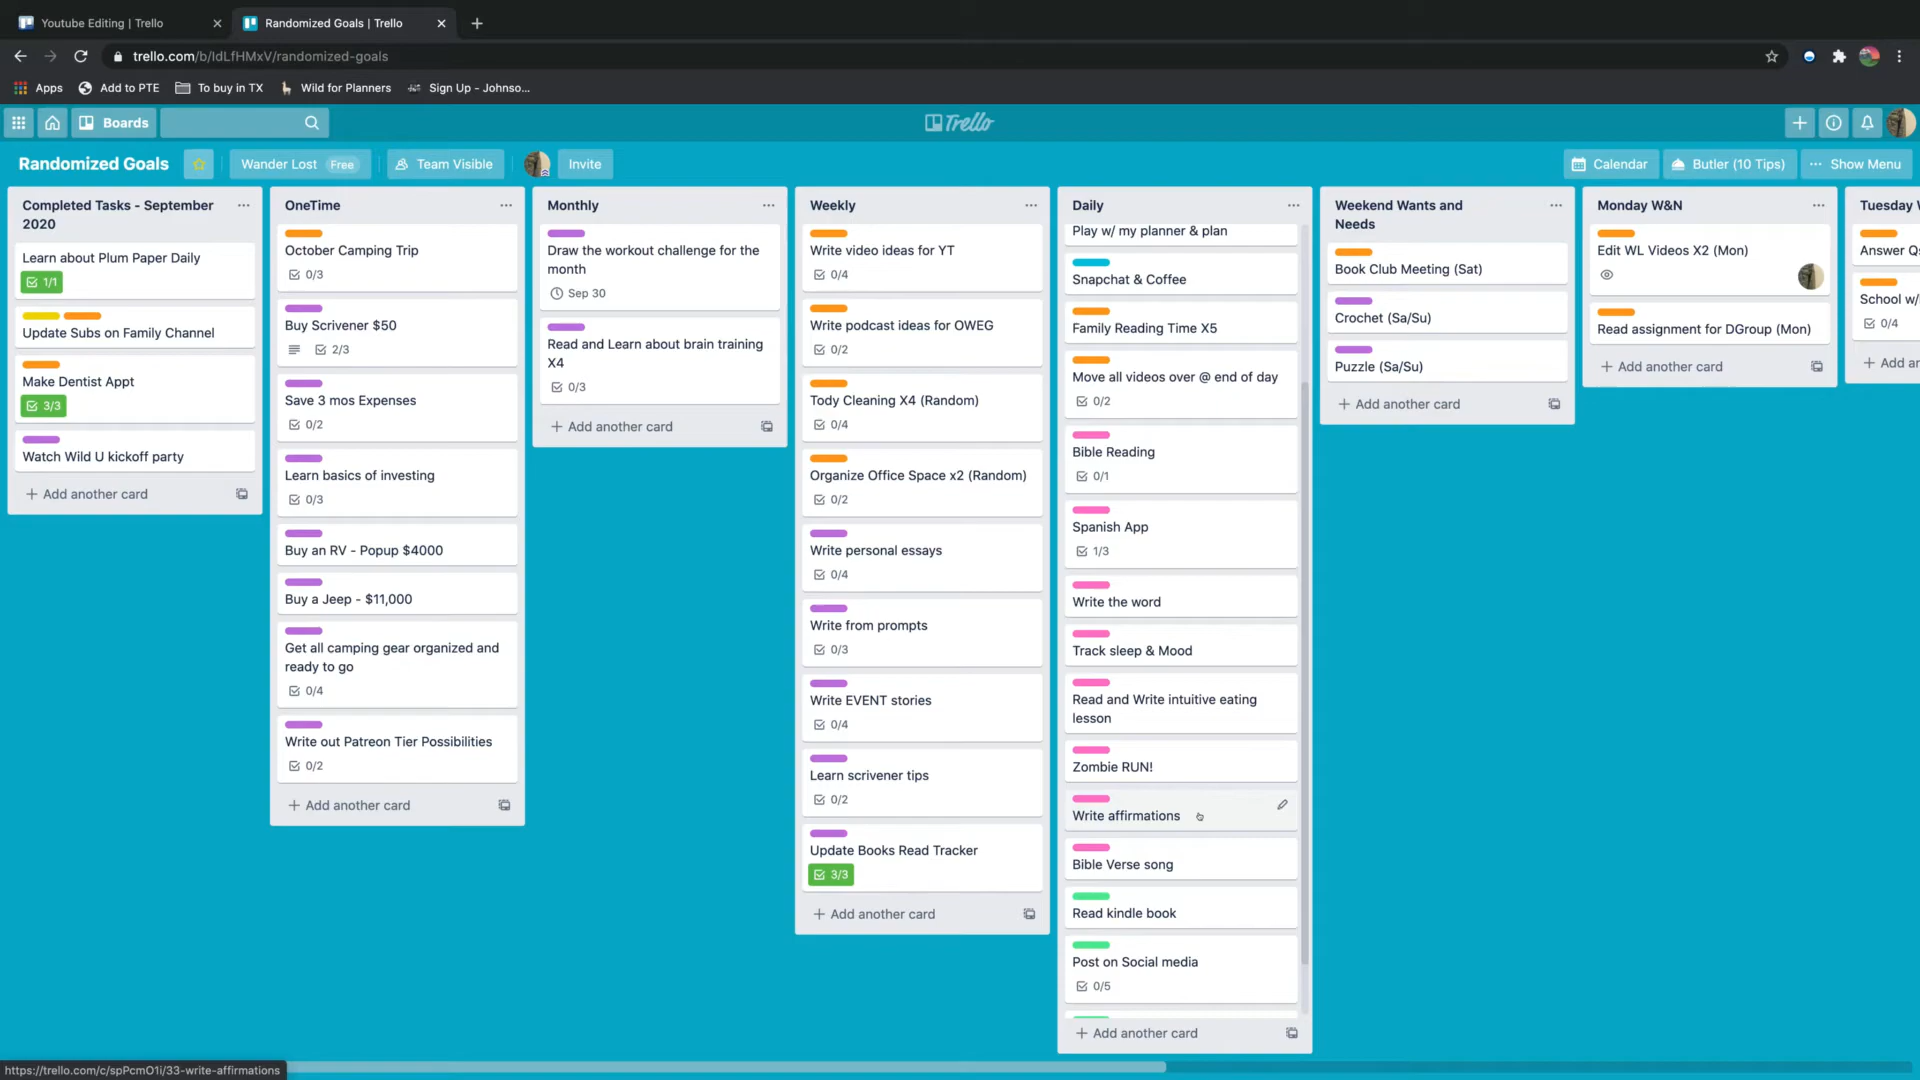 Youtube Editing | Trello
Randomized Goals | Trello
trello.com/b/IdLfHMxV/randomized-goals
Apps
Add to PTE
To buy in TX
Wild for Planners
Sign Up - Johnso...
Boards
Trello
Randomized Goals
Wander Lost
Free
Team Visible
Invite
Calendar
Butler (10 Tips)
Show Menu
Completed Tasks - September
2020
Learn about Plum Paper Daily
1/1
Update Subs on Family Channel
Make Dentist Appt
3/3
Watch Wild U kickoff party
Add another card
OneTime
October Camping Trip
0/3
Buy Scrivener $50
2/3
Save 3 mos Expenses
0/2
Learn basics of investing
0/3
Buy an RV - Popup $4000
Buy a Jeep - $11,000
Get all camping gear organized and
ready to go
0/4
Write out Patreon Tier Possibilities
0/2
Add another card
Monthly
Draw the workout challenge for the
month
Sep 30
Read and Learn about brain training
X4
0/3
Add another card
Weekly
Write video ideas for YT
0/4
Write podcast ideas for OWEG
0/2
Tody Cleaning X4 (Random)
0/4
Organize Office Space x2 (Random)
0/2
Write personal essays
0/4
Write from prompts
0/3
Write EVENT stories
0/4
Learn scrivener tips
0/2
Update Books Read Tracker
3/3
Add another card
Daily
Play w/ my planner & plan
Snapchat & Coffee
Family Reading Time X5
Move all videos over @ end of day
0/2
Bible Reading
0/1
Spanish App
1/3
Write the word
Track sleep & Mood
Read and Write intuitive eating
lesson
Zombie RUN!
Write affirmations
Bible Verse song
Read kindle book
Post on Social media
0/5
Add another card
Weekend Wants and
Needs
Book Club Meeting (Sat)
Crochet (Sa/Su)
Puzzle (Sa/Su)
Add another card
Monday W&N
Edit WL Videos X2 (Mon)
Read assignment for DGroup (Mon)
Add another card
Tuesday W
Answer Qs
School w/
0/4
Add an
https://trello.com/c/spPcmO1i/33-write-affirmations